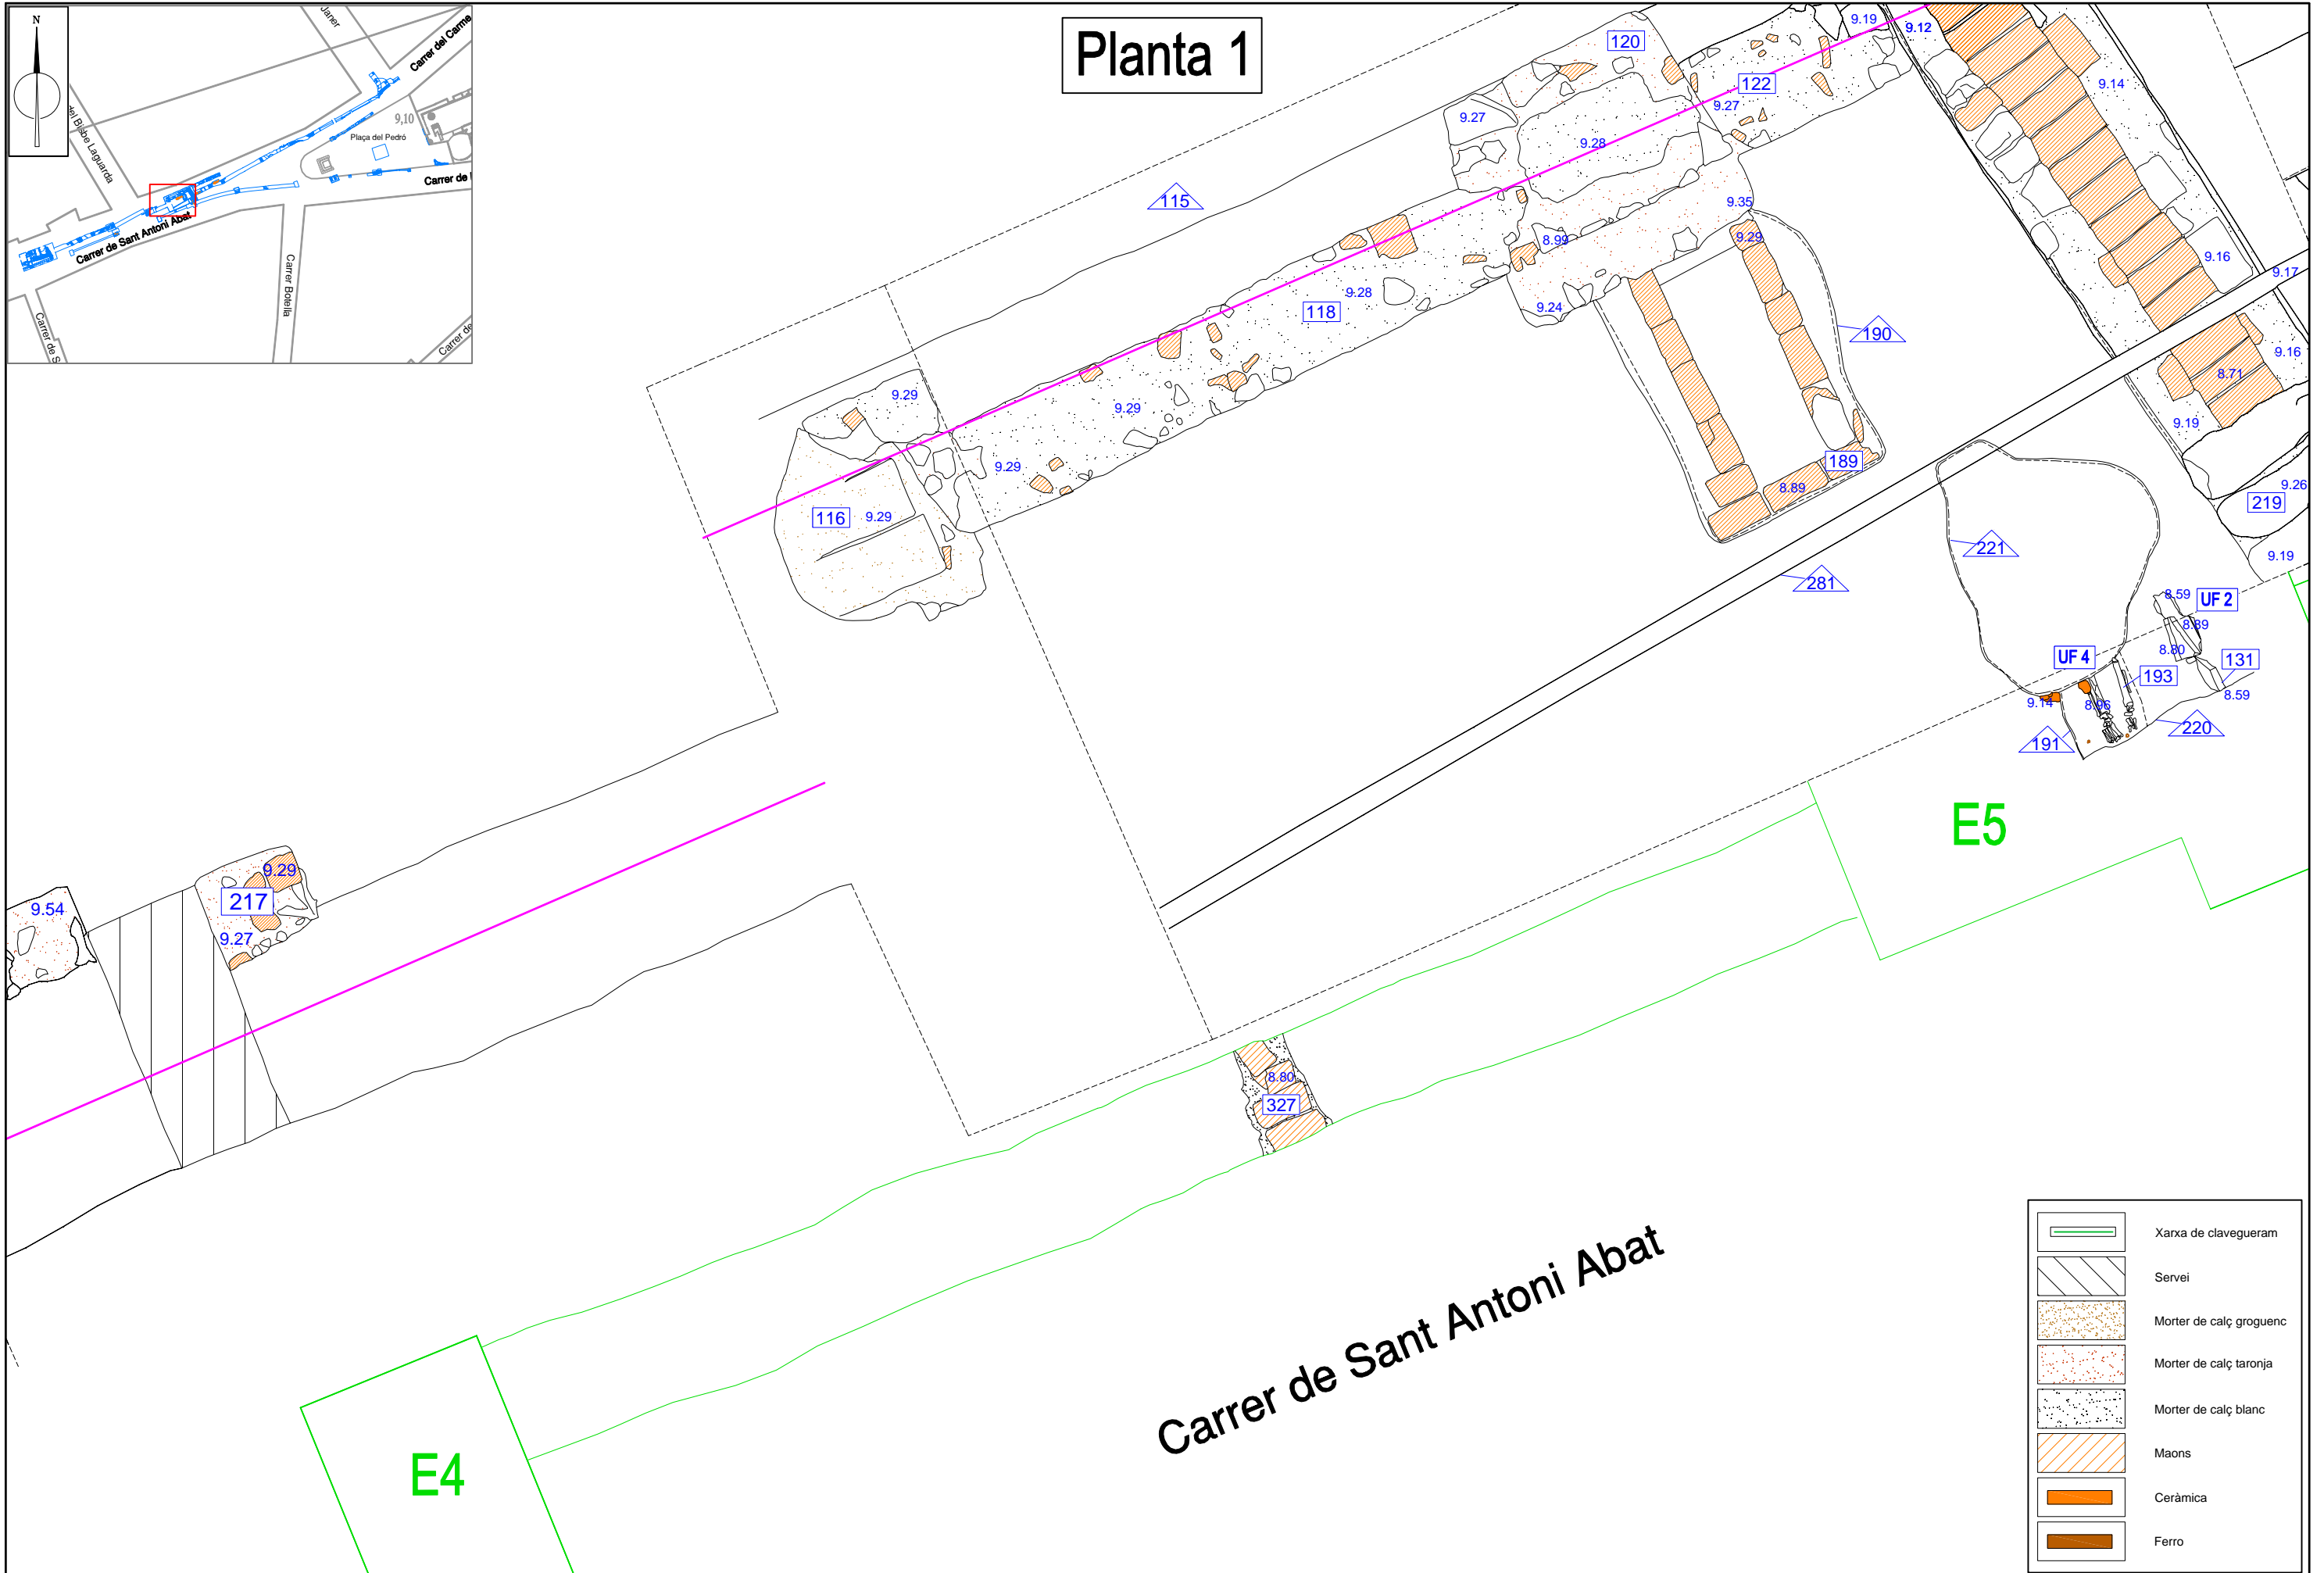 Planta 1
N
Janer
Carrer del Carme
del Bisbe Laguarda
9,10
Plaça del Pedró
Carrer de
Carrer de Sant Antoni Abat
Carrer Botella
Carrer de S
Carrer de
120
9.19
9.12
122
9.27
9.14
9.27
9.28
115
9.35
8.99
9.29
9.28
118
9.24
190
9.16
9.17
9.16
8.71
9.29
9.29
9.19
9.29
189
8.89
116
9.29
9.26
219
221
9.19
281
8.59
UF 2
8.89
8.80
UF 4
131
193
8.59
9.14
8.96
220
191
E5
9.29
217
9.54
9.27
8.80
327
Carrer de Sant Antoni Abat
E4
Xarxa de clavegueram
Servei
Morter de calç groguenc
Morter de calç taronja
Morter de calç blanc
Maons
Ceràmica
Ferro